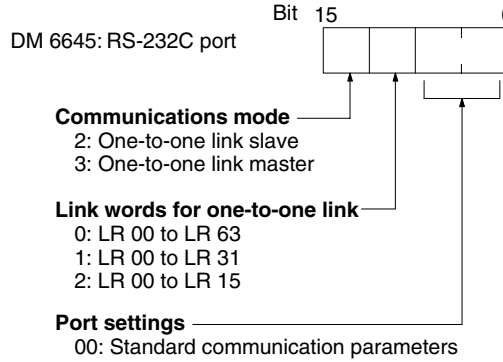 Bit 15
DM 6645: RS-232C port
Communications mode
2: One-to-one link slave
3: One-to-one link master
Link words for one-to-one link
0: LR 00 to LR 63
1: LR 00 to LR 31
2: LR 00 to LR 15
Port settings
00: Standard communication parameters